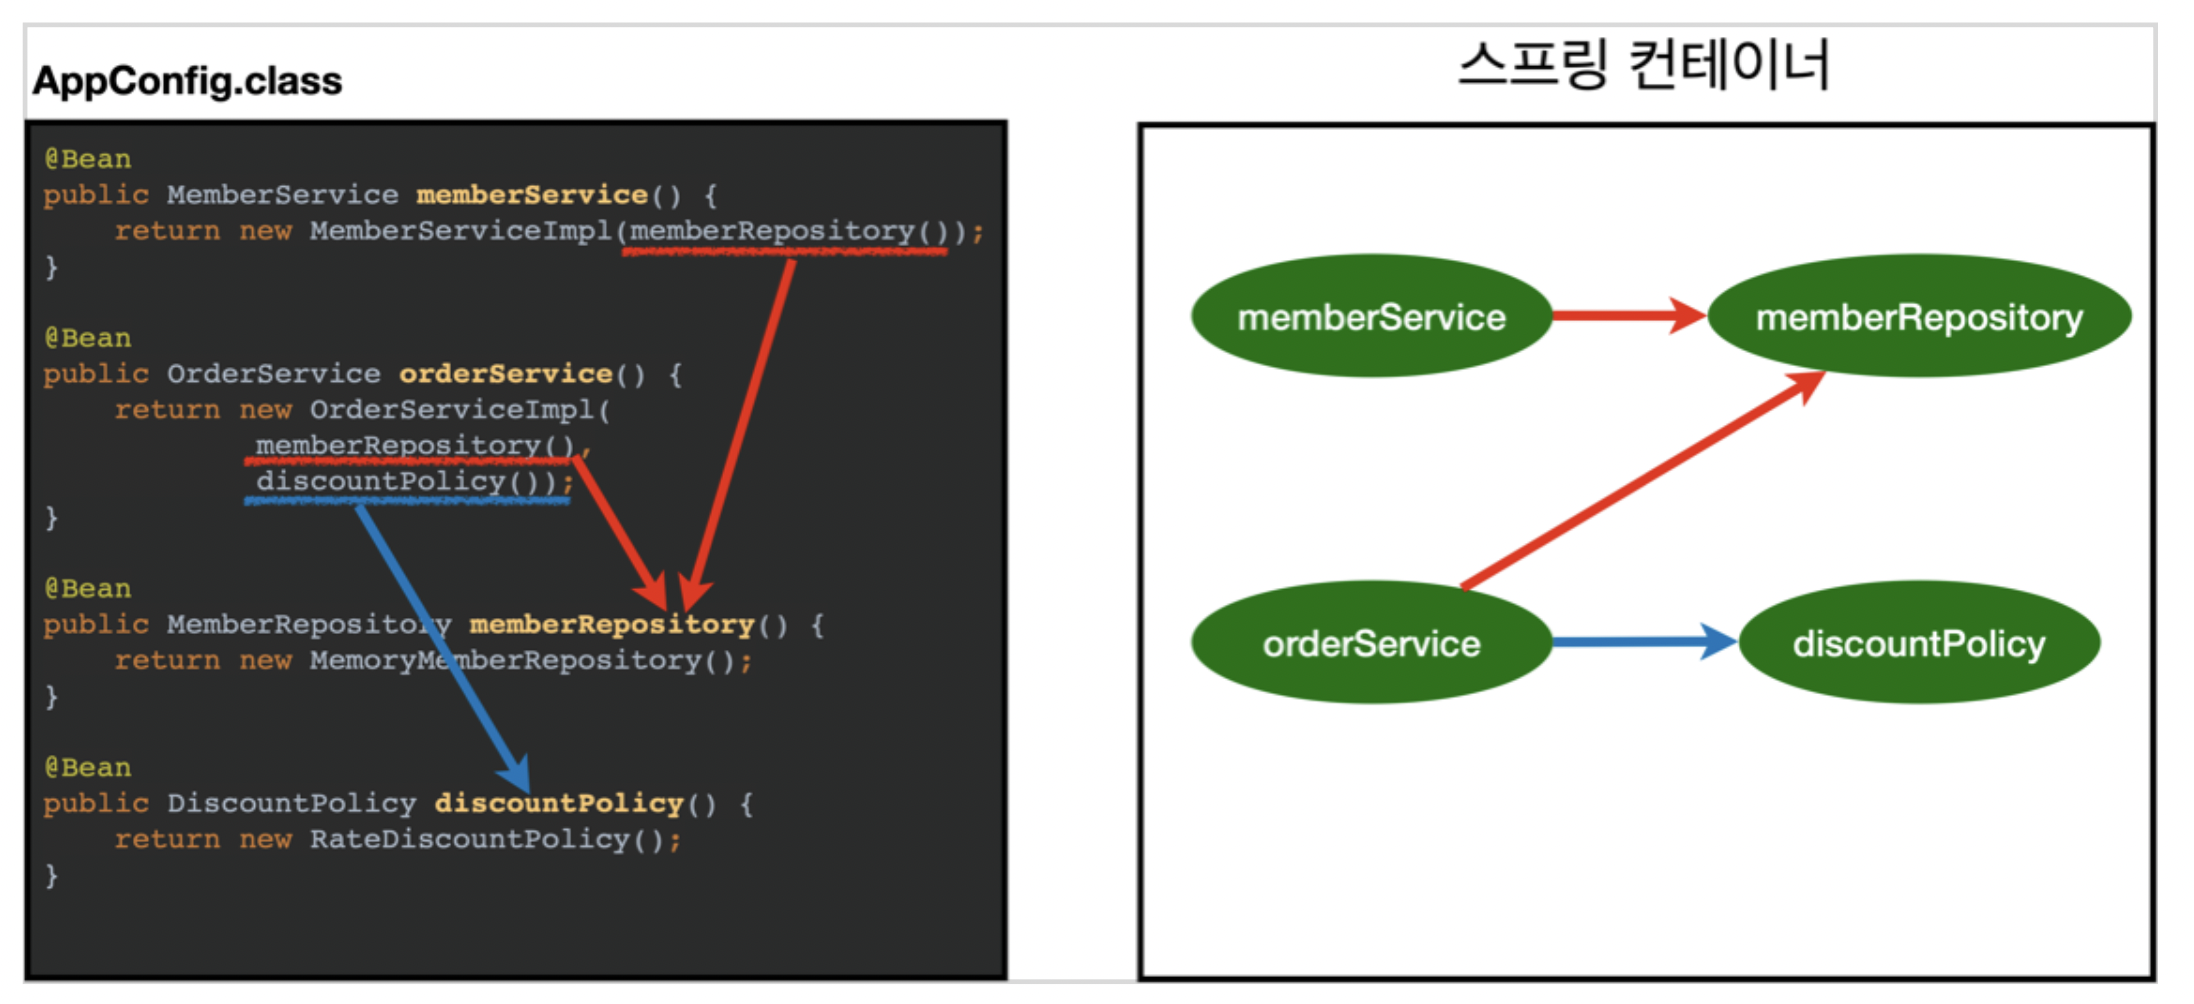 AppConfig.class
@Bean
public MemberService memberService() {
    return new MemberServiceImpl(memberRepository());
}
@Bean
public OrderService orderService() {
    return new OrderServiceImpl(
            memberRepository(),
            discountPolicy());
}
@Bean
public MemberRepository memberRepository() {
    return new MemoryMemberRepository();
}
@Bean
public DiscountPolicy discountPolicy() {
    return new RateDiscountPolicy();
}
스프링 컨테이너
memberService
memberRepository
orderService
discountPolicy